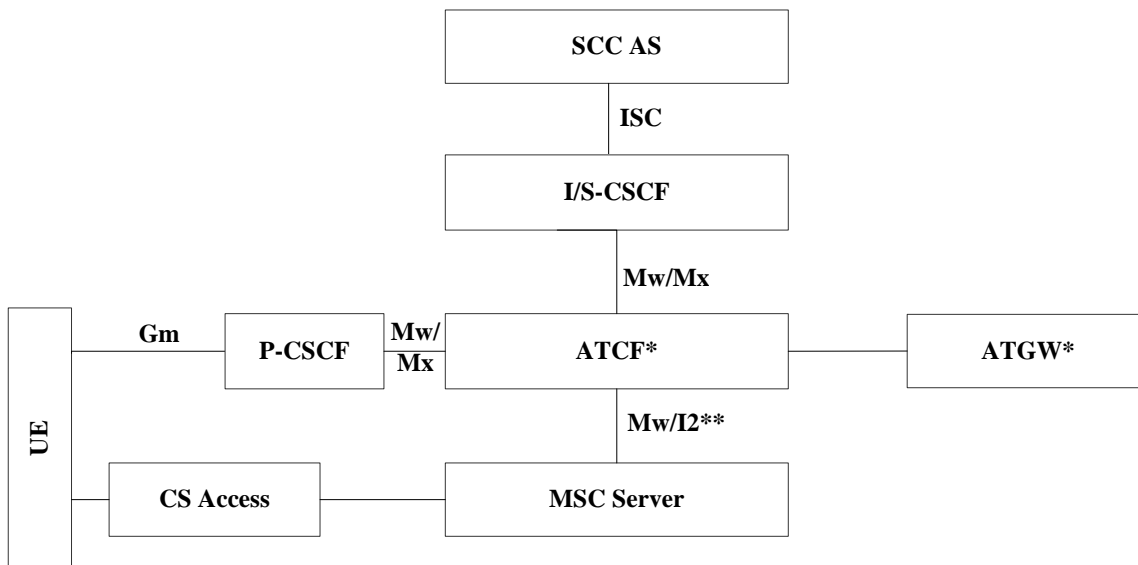 SCC AS
ISC
I/S-CSCF
Mw/Mx
Gm
P-CSCF
Mw/
Mx
ATCF*
ATGW*
Mw/I2**
UE
CS Access
MSC Server